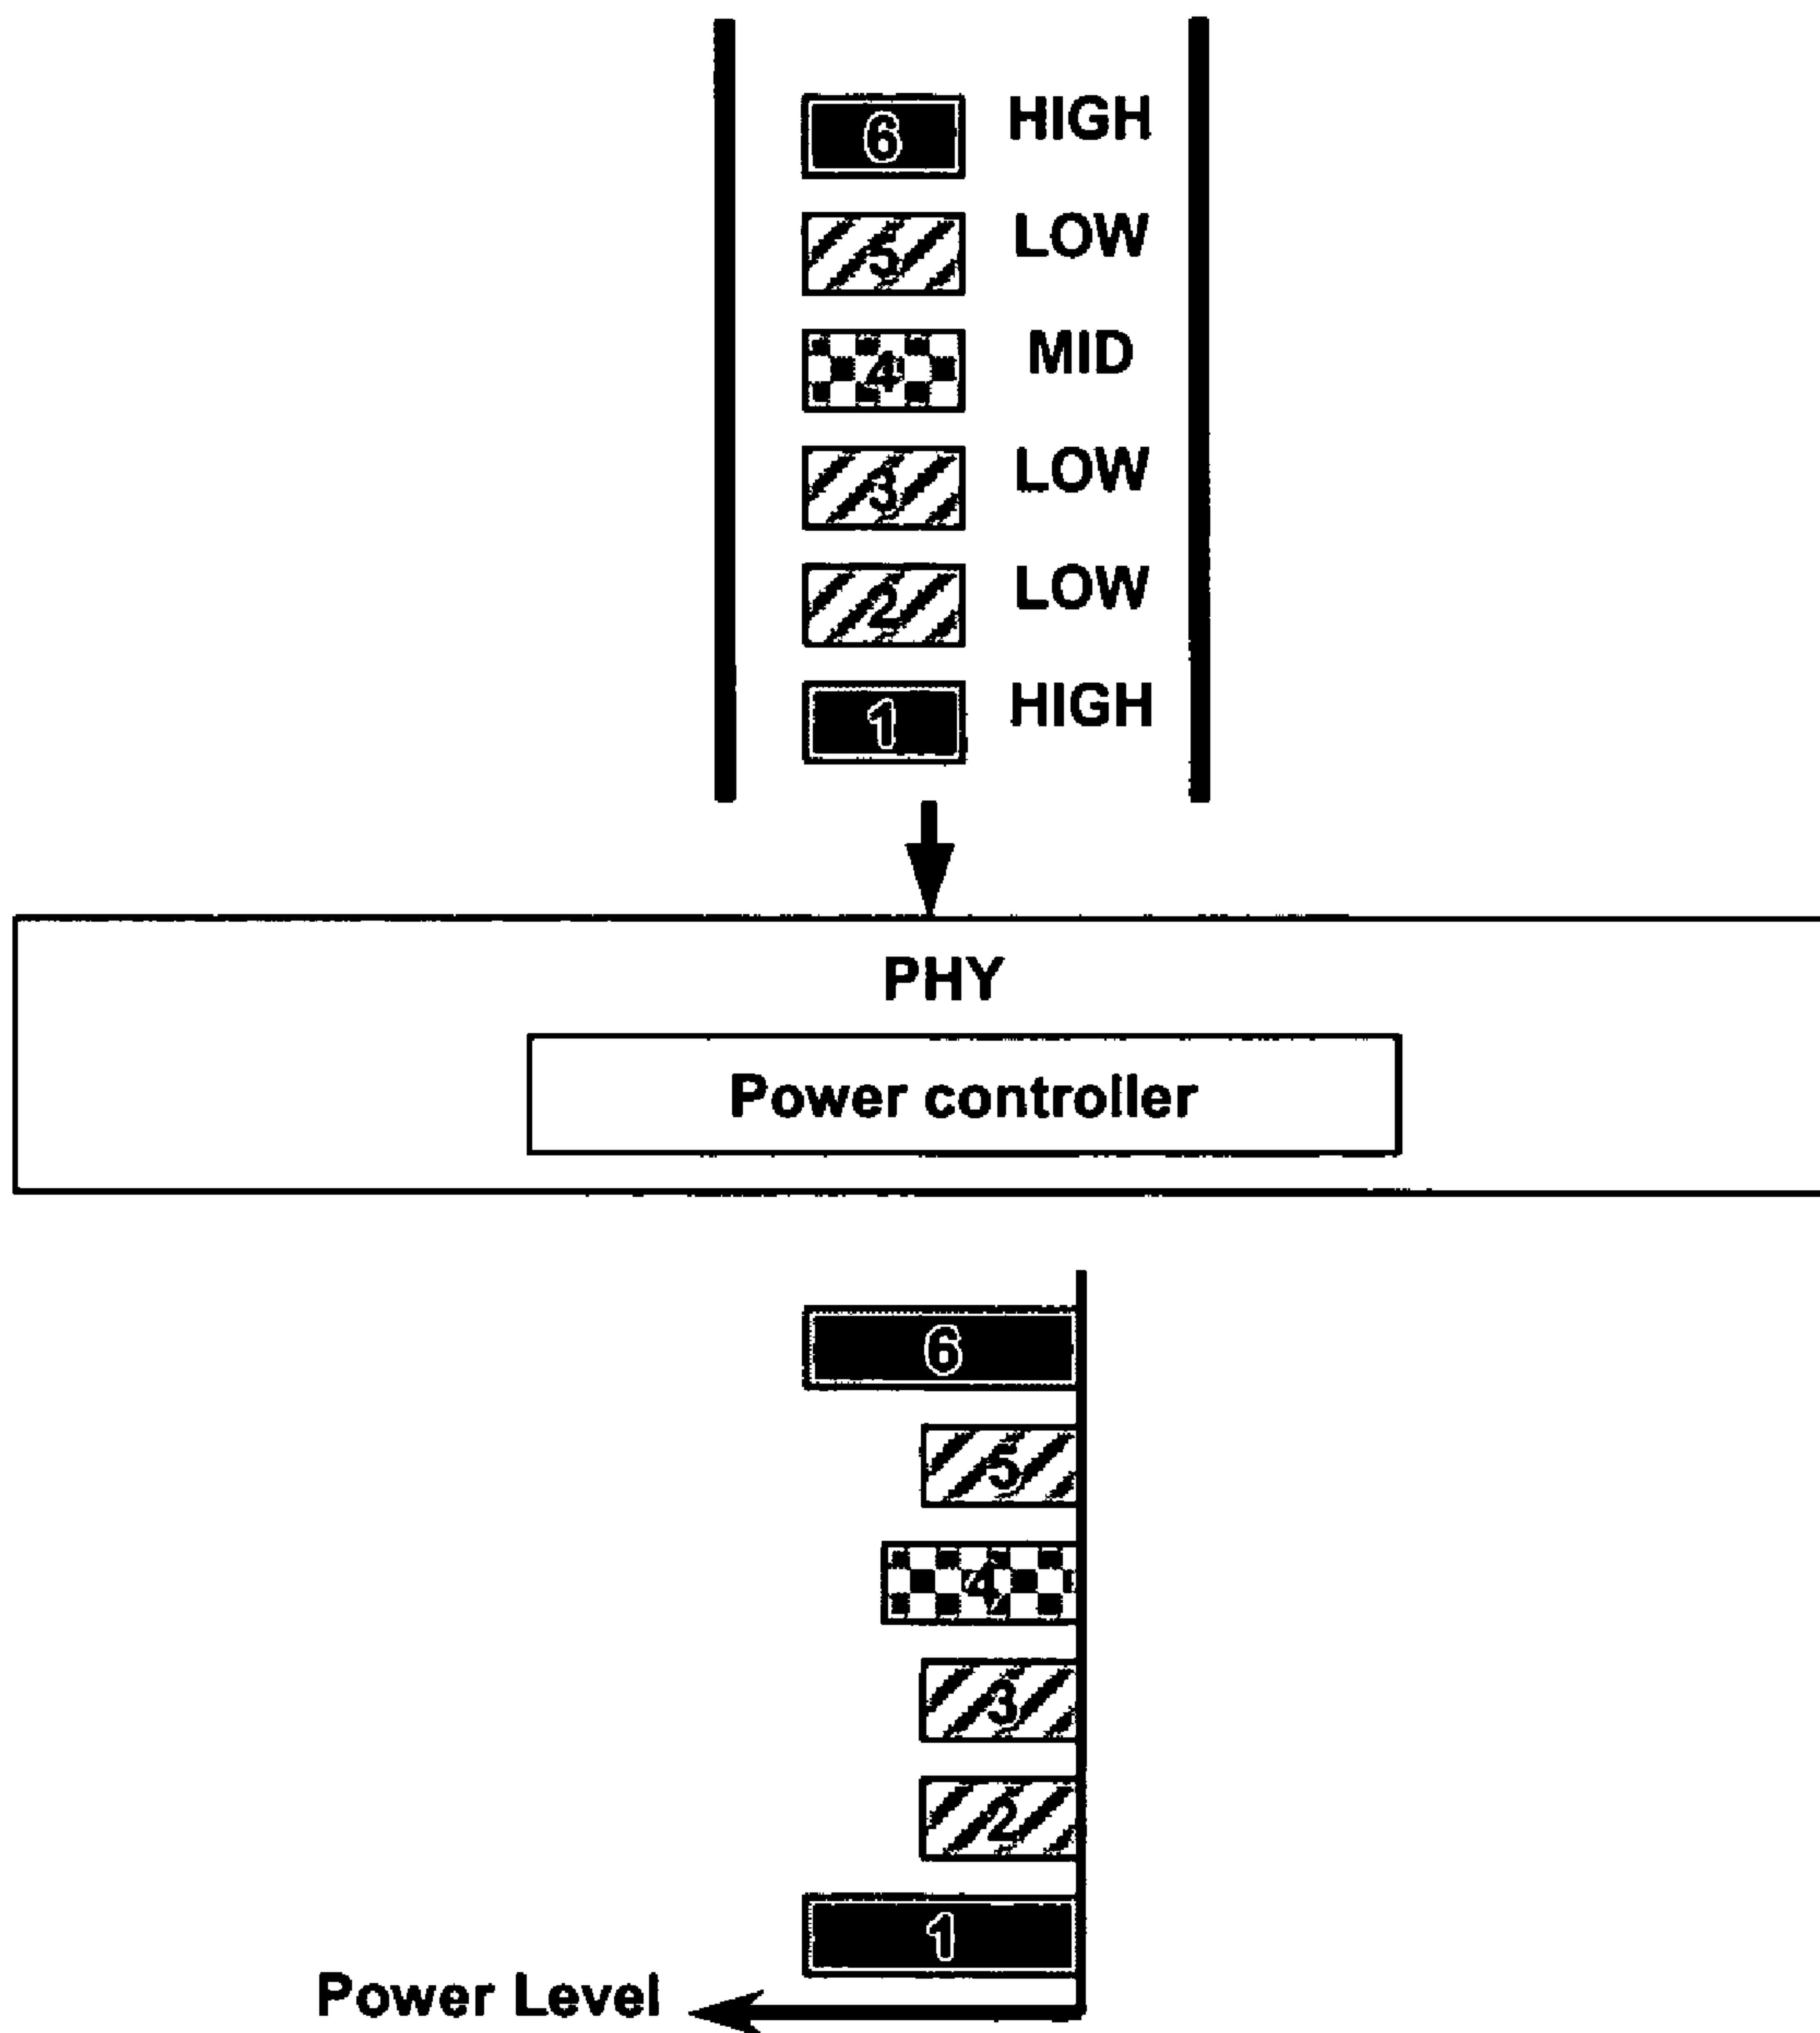 6 HIGH
5 LOW
4 MID
3 LOW
2 LOW
1 HIGH
PHY
Power controller
6
5
4
3
2
1
Power Level